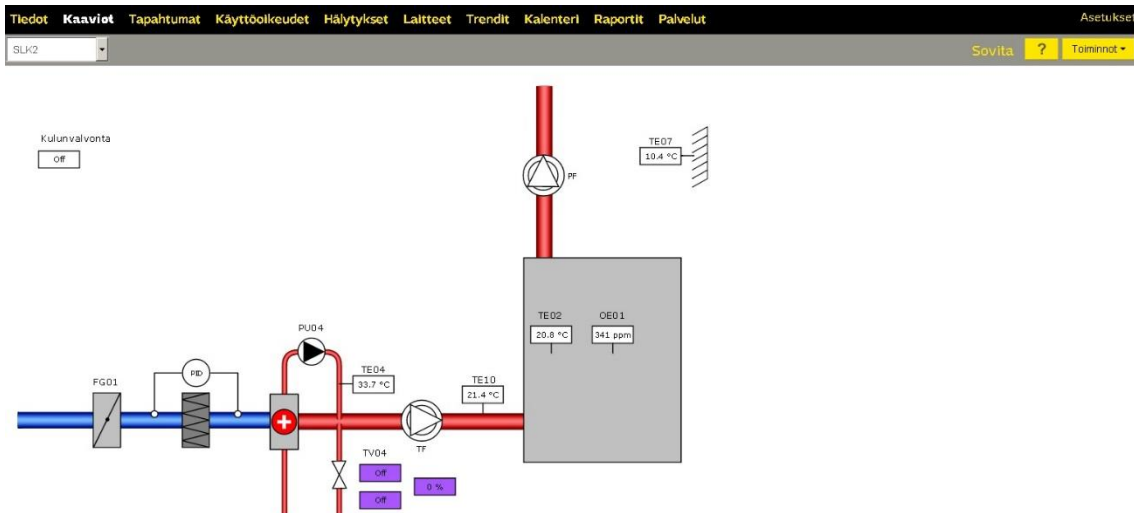 Tiedot Kaaviot Tapahtumat Käyttöoikeudet Hälytykset Laitteet Trendit Kalenteri Raportit Palvelut Asetukset
SLK2 Sovita ? Toiminnot
Kulunvalvonta
Off
TE07
10.4 °C
PF
TE02 OE01
20.8 °C 341 ppm
PU04
TE04
33.7 °C
TE10
21.4 °C
FG01
PID
TF
TV04
Off
0 %
Off